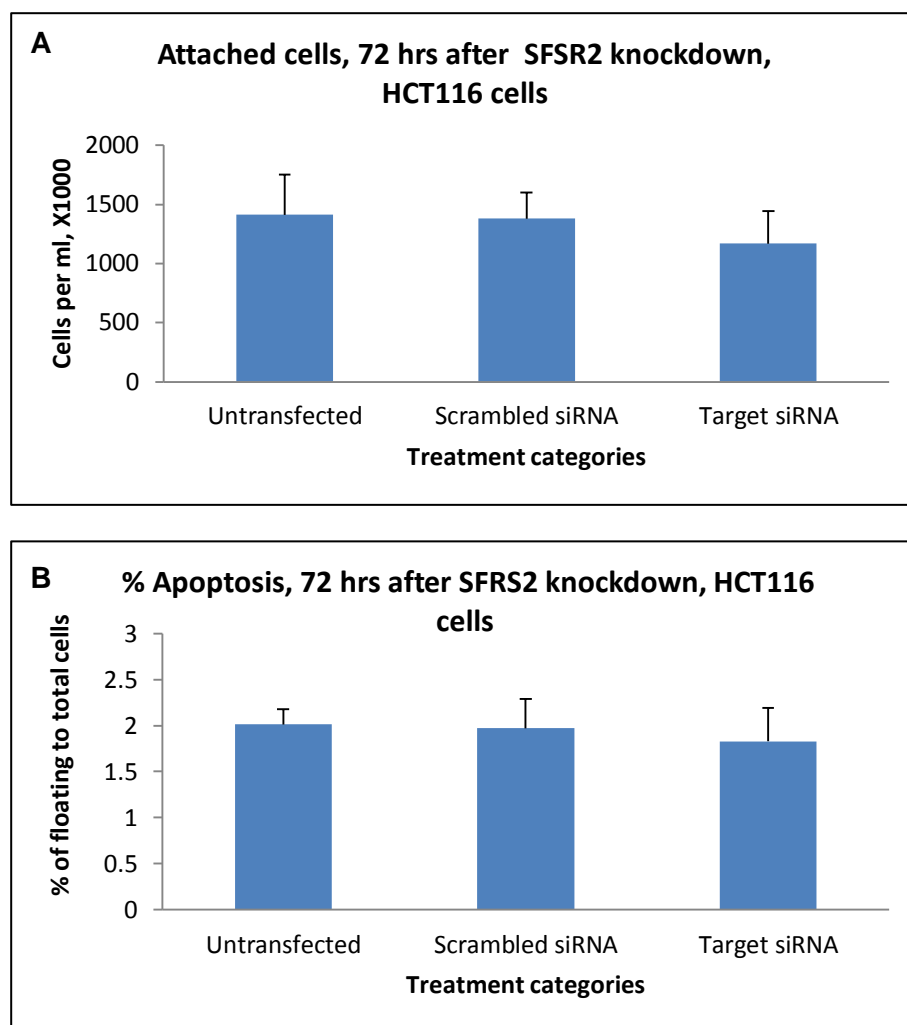 A
Attached cells, 72 hrs after SFSR2 knockdown,
HCT116 cells
Cells per ml, X1000
2000
1500
1000
500
0
Untransfected Scrambled siRNA Target siRNA
Treatment categories
B
% Apoptosis, 72 hrs after SFRS2 knockdown, HCT116
cells
% of floating to total cells
3
2.5
2
1.5
1
0.5
0
Untransfected Scrambled siRNA Target siRNA
Treatment categories